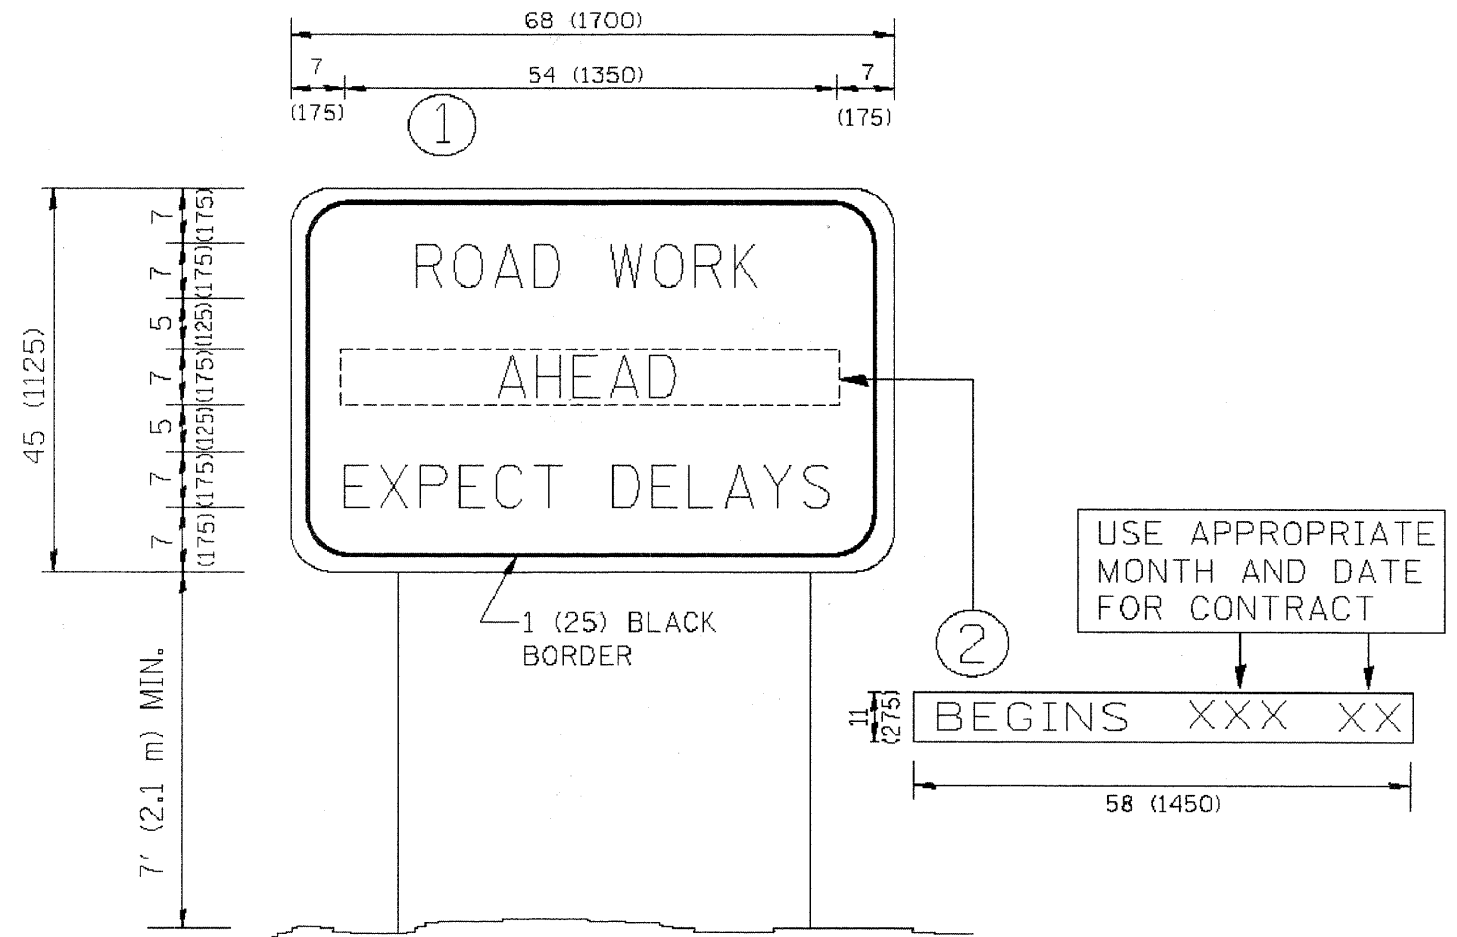 68 (1700)
7
54 (1350)
7
(175)
(175)
1
7
(175)
7
(175)
5
(125)
7
(175)
5
(125)
7
(175)
7
(175)
45 (1125)
ROAD WORK
AHEAD
EXPECT DELAYS
1 (25) BLACK
BORDER
7' (2.1 m) MIN.
2
USE APPROPRIATE
MONTH AND DATE
FOR CONTRACT
11
(275)
BEGINS XXX XX
58 (1450)